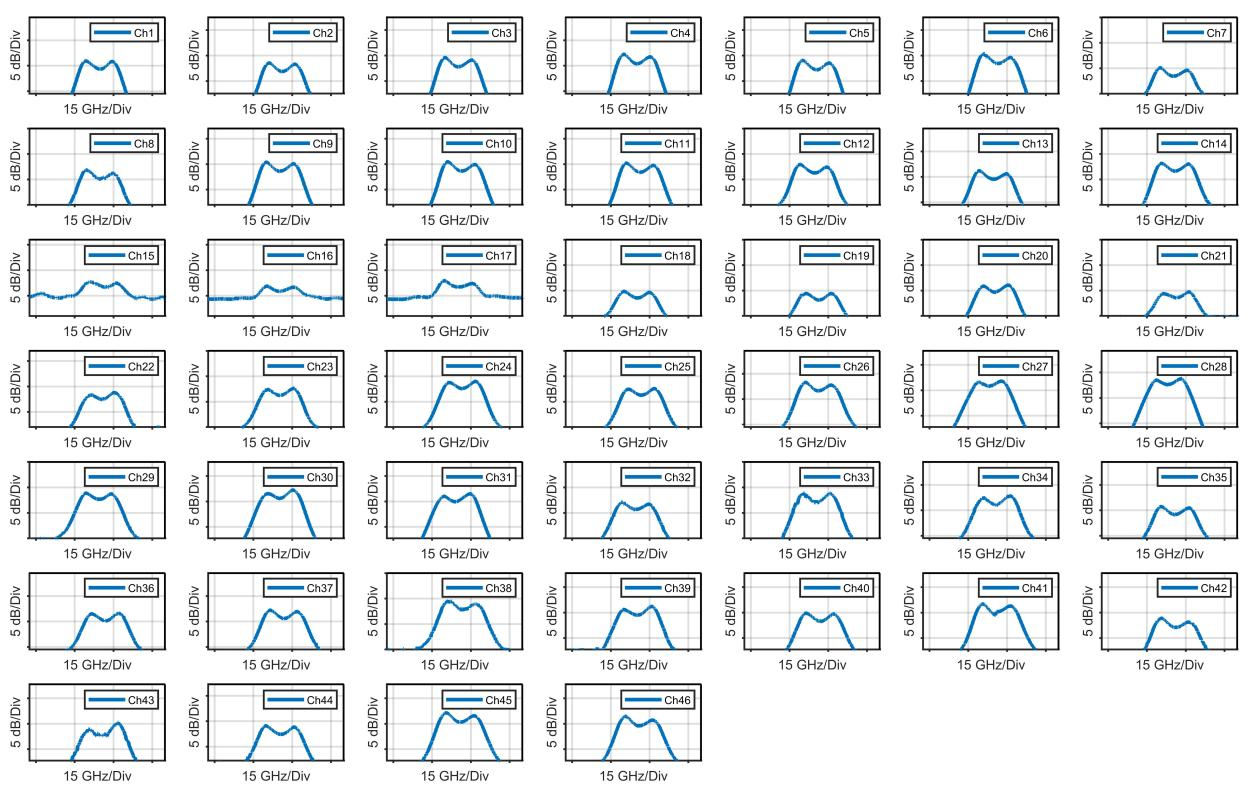 Ch1 Ch2 Ch3 Ch4 Ch5 Ch6 Ch7
5 dB/Div 5 dB/Div 5 dB/Div 5 dB/Div 5 dB/Div 5 dB/Div 5 dB/Div
15 GHz/Div 15 GHz/Div 15 GHz/Div 15 GHz/Div 15 GHz/Div 15 GHz/Div 15 GHz/Div
Ch8 Ch9 Ch10 Ch11 Ch12 Ch13 Ch14
5 dB/Div 5 dB/Div 5 dB/Div 5 dB/Div 5 dB/Div 5 dB/Div 5 dB/Div
15 GHz/Div 15 GHz/Div 15 GHz/Div 15 GHz/Div 15 GHz/Div 15 GHz/Div 15 GHz/Div
Ch15 Ch16 Ch17 Ch18 Ch19 Ch20 Ch21
5 dB/Div 5 dB/Div 5 dB/Div 5 dB/Div 5 dB/Div 5 dB/Div 5 dB/Div
15 GHz/Div 15 GHz/Div 15 GHz/Div 15 GHz/Div 15 GHz/Div 15 GHz/Div 15 GHz/Div
Ch22 Ch23 Ch24 Ch25 Ch26 Ch27 Ch28
5 dB/Div 5 dB/Div 5 dB/Div 5 dB/Div 5 dB/Div 5 dB/Div 5 dB/Div
15 GHz/Div 15 GHz/Div 15 GHz/Div 15 GHz/Div 15 GHz/Div 15 GHz/Div 15 GHz/Div
Ch29 Ch30 Ch31 Ch32 Ch33 Ch34 Ch35
5 dB/Div 5 dB/Div 5 dB/Div 5 dB/Div 5 dB/Div 5 dB/Div 5 dB/Div
15 GHz/Div 15 GHz/Div 15 GHz/Div 15 GHz/Div 15 GHz/Div 15 GHz/Div 15 GHz/Div
Ch36 Ch37 Ch38 Ch39 Ch40 Ch41 Ch42
5 dB/Div 5 dB/Div 5 dB/Div 5 dB/Div 5 dB/Div 5 dB/Div 5 dB/Div
15 GHz/Div 15 GHz/Div 15 GHz/Div 15 GHz/Div 15 GHz/Div 15 GHz/Div 15 GHz/Div
Ch43 Ch44 Ch45 Ch46
5 dB/Div 5 dB/Div 5 dB/Div 5 dB/Div
15 GHz/Div 15 GHz/Div 15 GHz/Div 15 GHz/Div